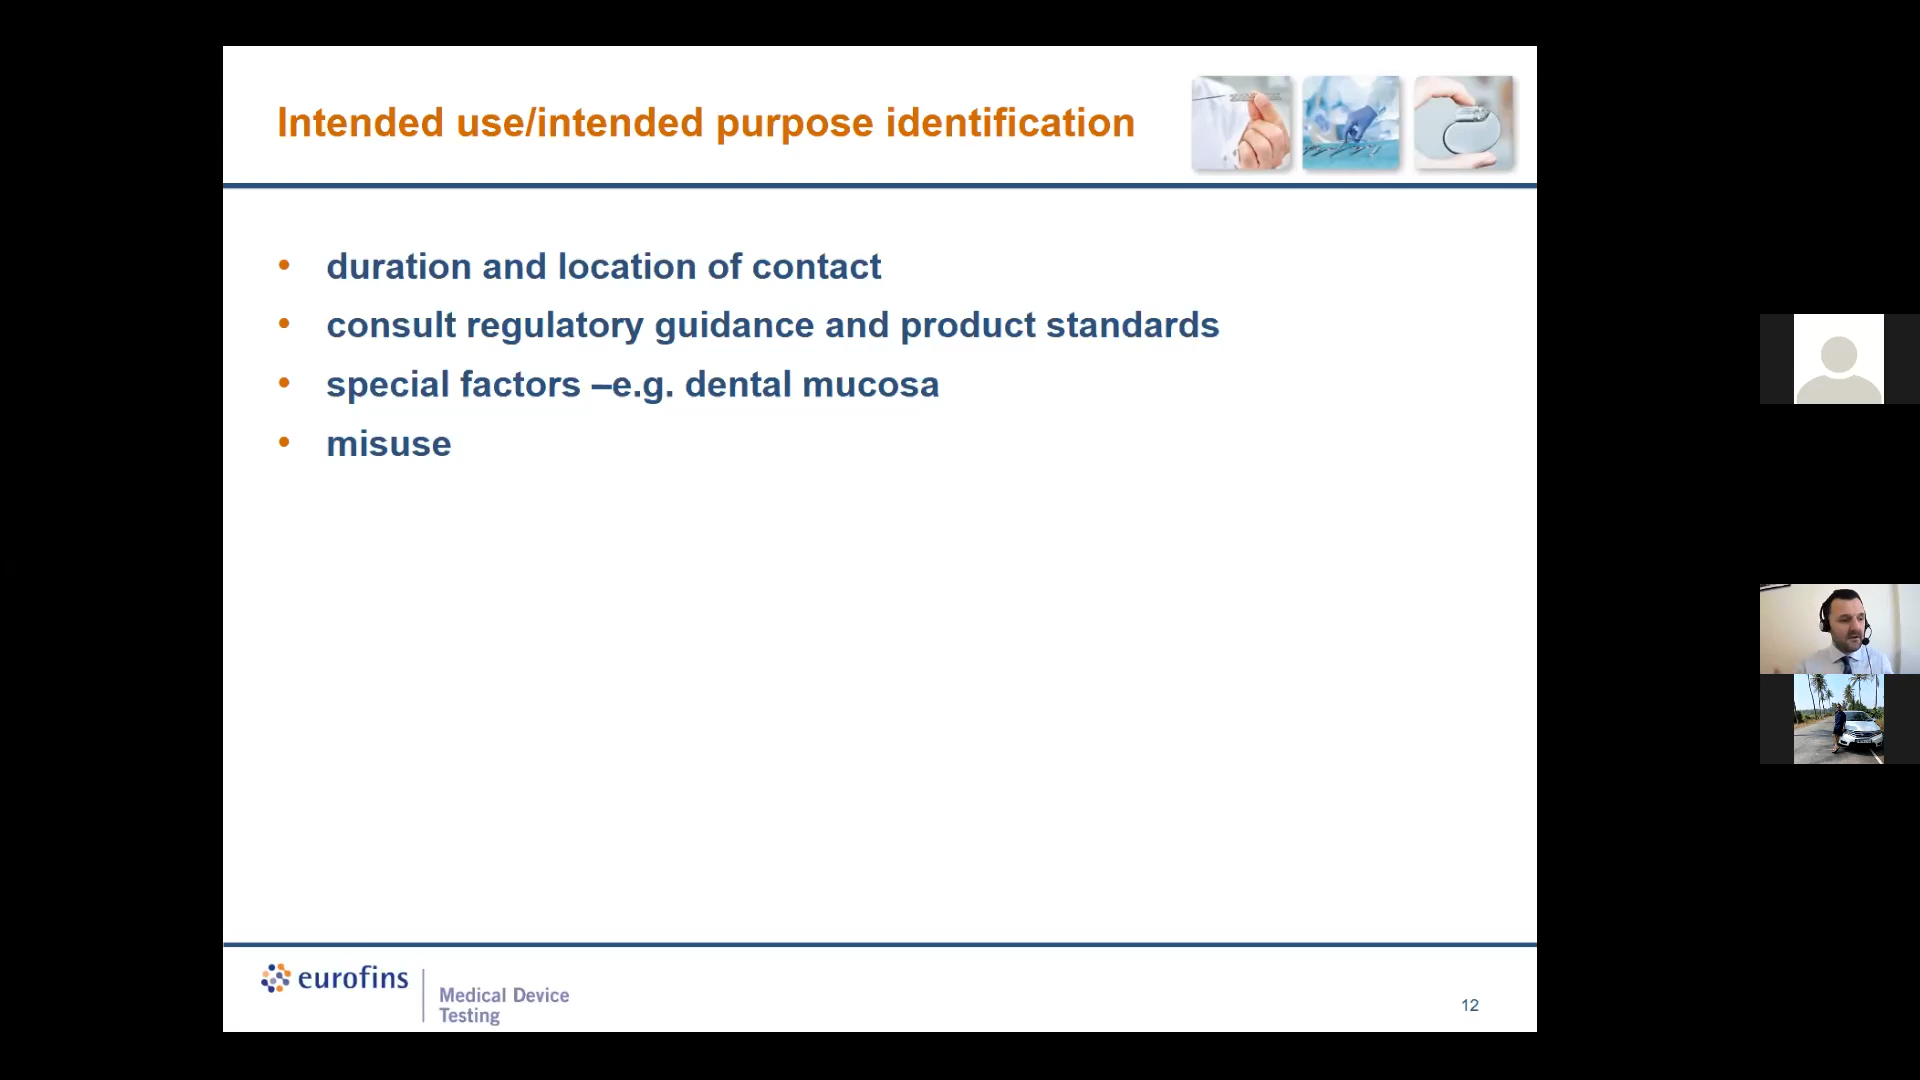 Intended use/intended purpose identification
• duration and location of contact
• consult regulatory guidance and product standards
• special factors –e.g. dental mucosa
• misuse
eurofins
Medical Device
Testing
12